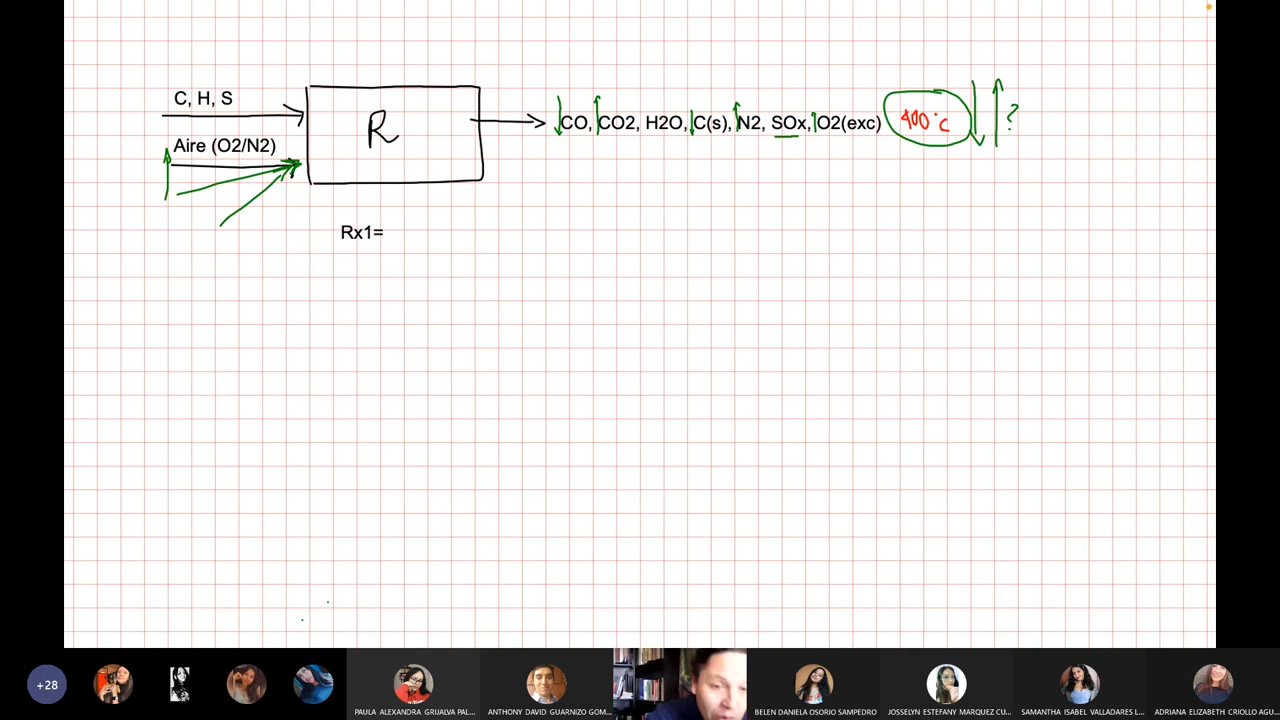 C, H, S
R
CO, CO2, H2O, C(s), N2, SOx, O2(exc)
400°C
?
Aire (O2/N2)
Rx1=
+28
PAULA ALEXANDRA GRIJALVA PAL...
ANTHONY DAVID GUARNIZO GOM...
BELEN DANIELA OSORIO SAMPEDRO
JOSSELYN ESTEFANY MARQUEZ CU...
SAMANTHA ISABEL VALLADARES L...
ADRIANA ELIZABETH CRIOLLO AGU...